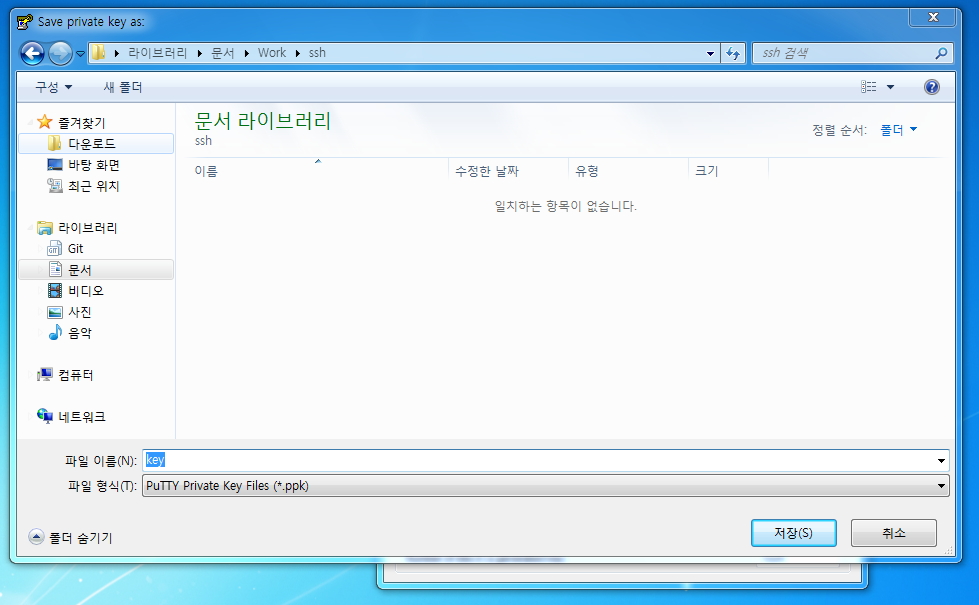 Save private key as:
라이브러리 문서 Work ssh
ssh 검색
구성 새 폴더
즐겨찾기
다운로드
바탕 화면
최근 위치
라이브러리
Git
문서
비디오
사진
음악
컴퓨터
네트워크
문서 라이브러리
ssh
정렬 순서: 폴더
이름 수정한 날짜 유형 크기
일치하는 항목이 없습니다.
파일 이름(N): key
파일 형식(T): PuTTY Private Key Files (*.ppk)
폴더 숨기기
저장(S) 취소